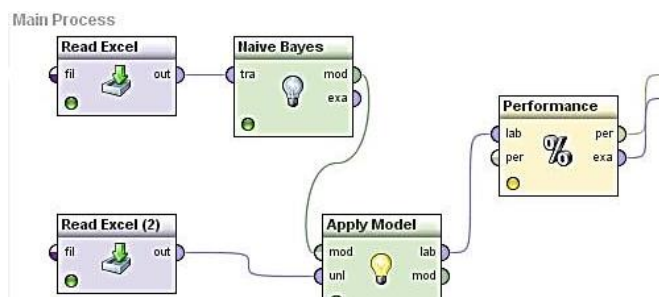 Main Process
Read Excel
fil out
Naive Bayes
tra mod
exa
Performance
lab per
per exa
%
Read Excel (2)
fil out
Apply Model
mod lab
unl mod